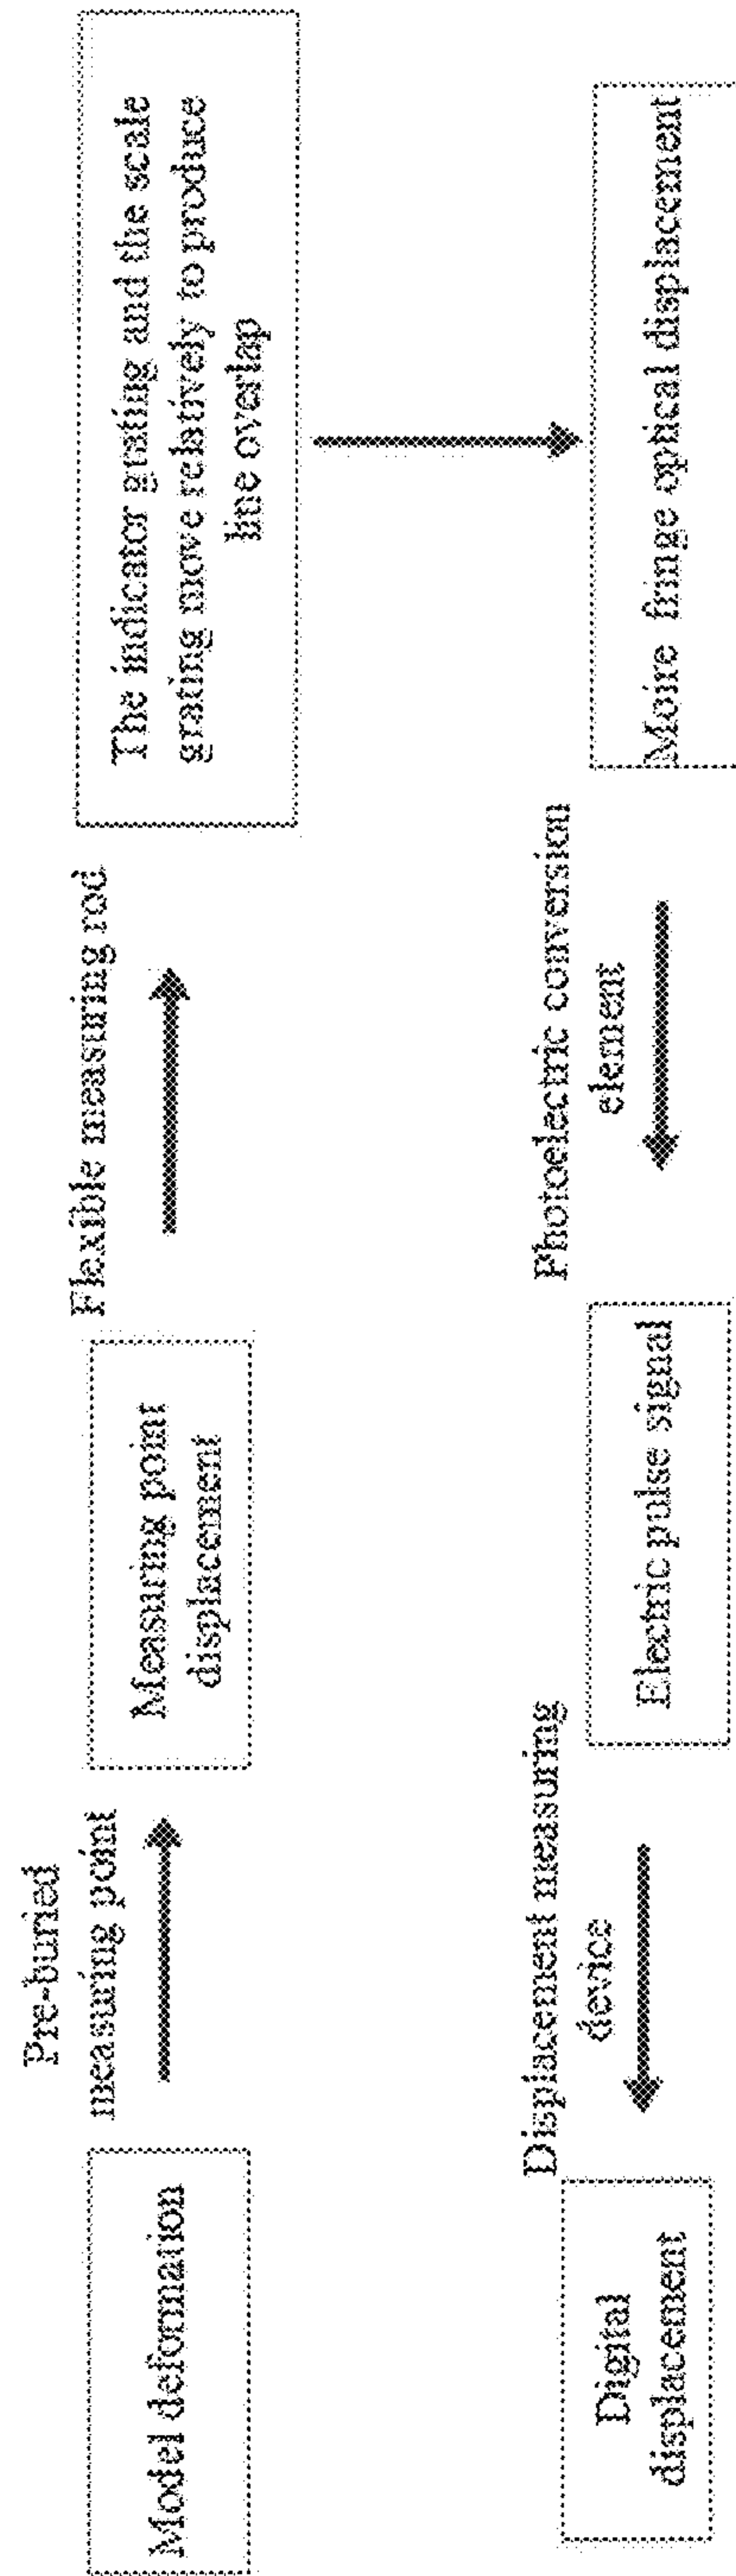 Model deformation
Pre-buried
measuring point
Measuring point
displacement
Flexible measuring rod
The indicator grating and the scale
grating move relatively to produce
line overlap
Moire fringe optical displacement
Photoelectric conversion
element
Electric pulse signal
Displacement measuring
device
Digital
displacement